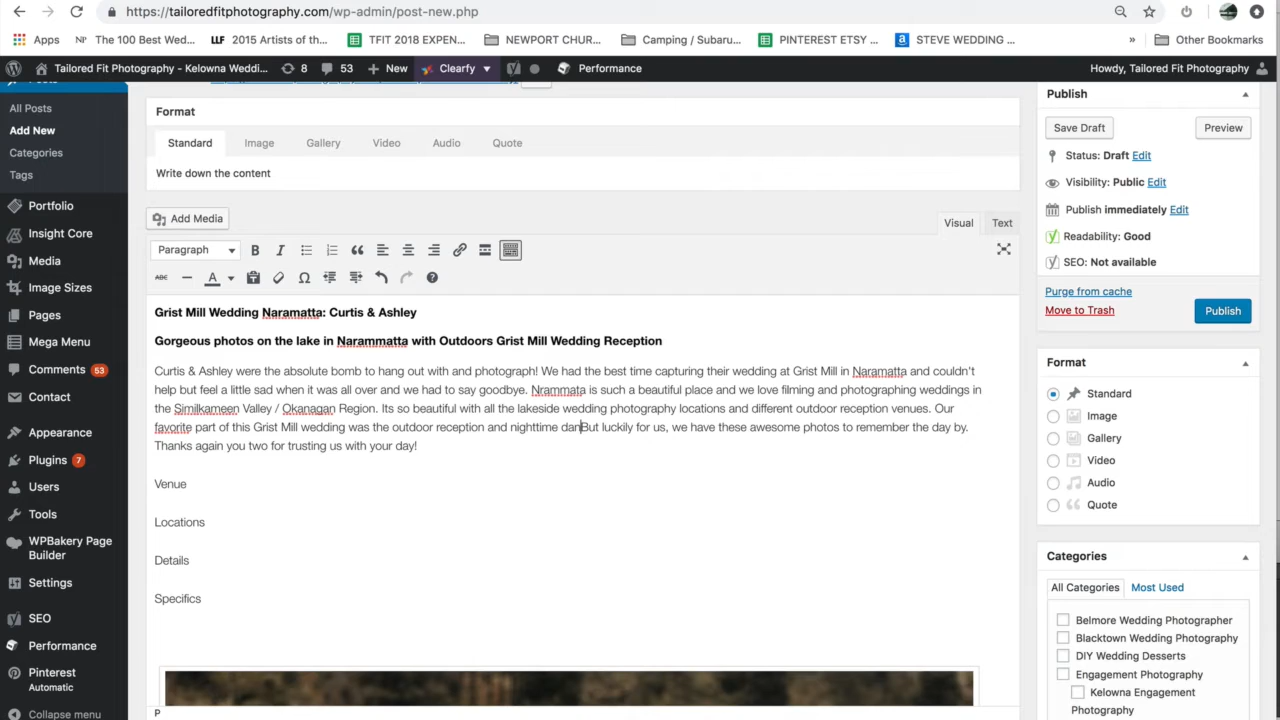 https://tailoredfitphotography.com/wp-admin/post-new.php
Apps NP The 100 Best Wed... LLF 2015 Artists of th... TFIT 2018 EXPEN... NEWPORT CHUR... Camping / Subaru... PINTEREST ETSY ... a STEVE WEDDING ... » Other Bookmarks
Tailored Fit Photography - Kelowna Weddi... 8 53 New Clearfy Performance Howdy, Tailored Fit Photography
All Posts
Add New
Categories
Tags
Portfolio
Insight Core
Media
Image Sizes
Pages
Mega Menu
Comments 53
Contact
Appearance
Plugins 7
Users
Tools
WPBakery Page
Builder
Settings
SEO
Performance
Pinterest
Automatic
Collapse menu
Format
Standard Image Gallery Video Audio Quote
Write down the content
Add Media
Visual Text
Paragraph B I
ABC A
Grist Mill Wedding Naramatta: Curtis & Ashley
Gorgeous photos on the lake in Narammatta with Outdoors Grist Mill Wedding Reception
Curtis & Ashley were the absolute bomb to hang out with and photograph! We had the best time capturing their wedding at Grist Mill in Naramatta and couldn't
help but feel a little sad when it was all over and we had to say goodbye. Nrammata is such a beautiful place and we love filming and photographing weddings in
the Similkameen Valley / Okanagan Region. Its so beautiful with all the lakeside wedding photography locations and different outdoor reception venues. Our
favorite part of this Grist Mill wedding was the outdoor reception and nighttime danBut luckily for us, we have these awesome photos to remember the day by.
Thanks again you two for trusting us with your day!
Venue
Locations
Details
Specifics
P
Publish
Save Draft Preview
Status: Draft Edit
Visibility: Public Edit
Publish immediately Edit
Readability: Good
SEO: Not available
Purge from cache
Move to Trash Publish
Format
Standard
Image
Gallery
Video
Audio
Quote
Categories
All Categories Most Used
Belmore Wedding Photographer
Blacktown Wedding Photography
DIY Wedding Desserts
Engagement Photography
Kelowna Engagement
Photography